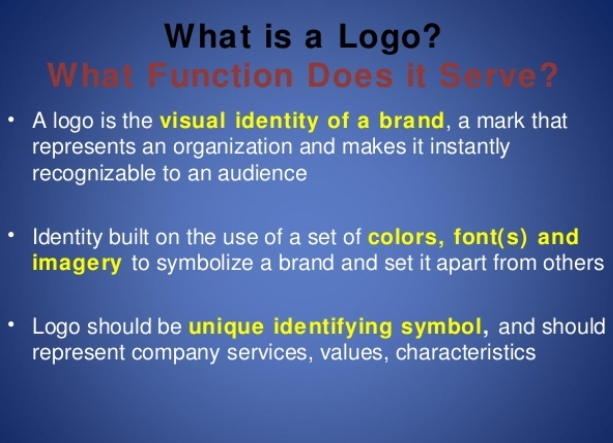 What is a Logo?
What Function Does it Serve?
• A logo is the visual identity of a brand, a mark that
represents an organization and makes it instantly
recognizable to an audience
• Identity built on the use of a set of colors, font(s) and
imagery to symbolize a brand and set it apart from others
• Logo should be unique identifying symbol, and should
represent company services, values, characteristics